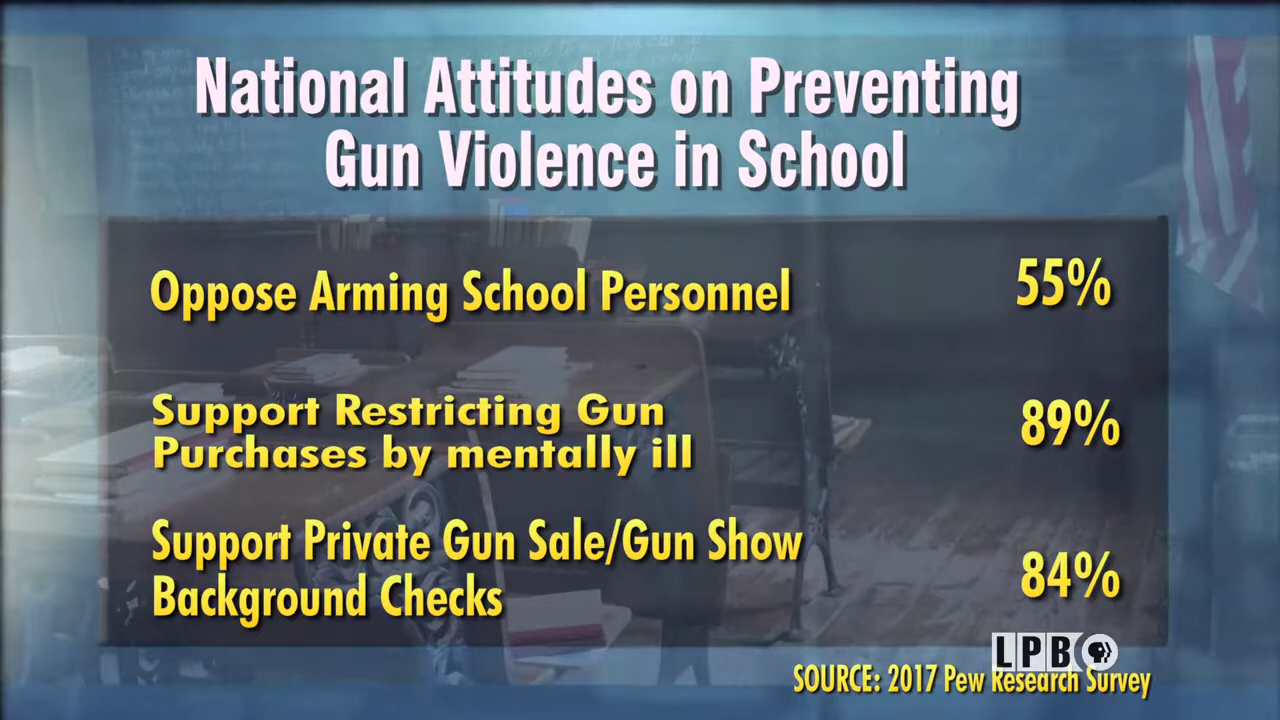 National Attitudes on Preventing
Gun Violence in School
Oppose Arming School Personnel 55%
Support Restricting Gun
Purchases by mentally ill 89%
Support Private Gun Sale/Gun Show
Background Checks 84%
LPB
SOURCE: 2017 Pew Research Survey